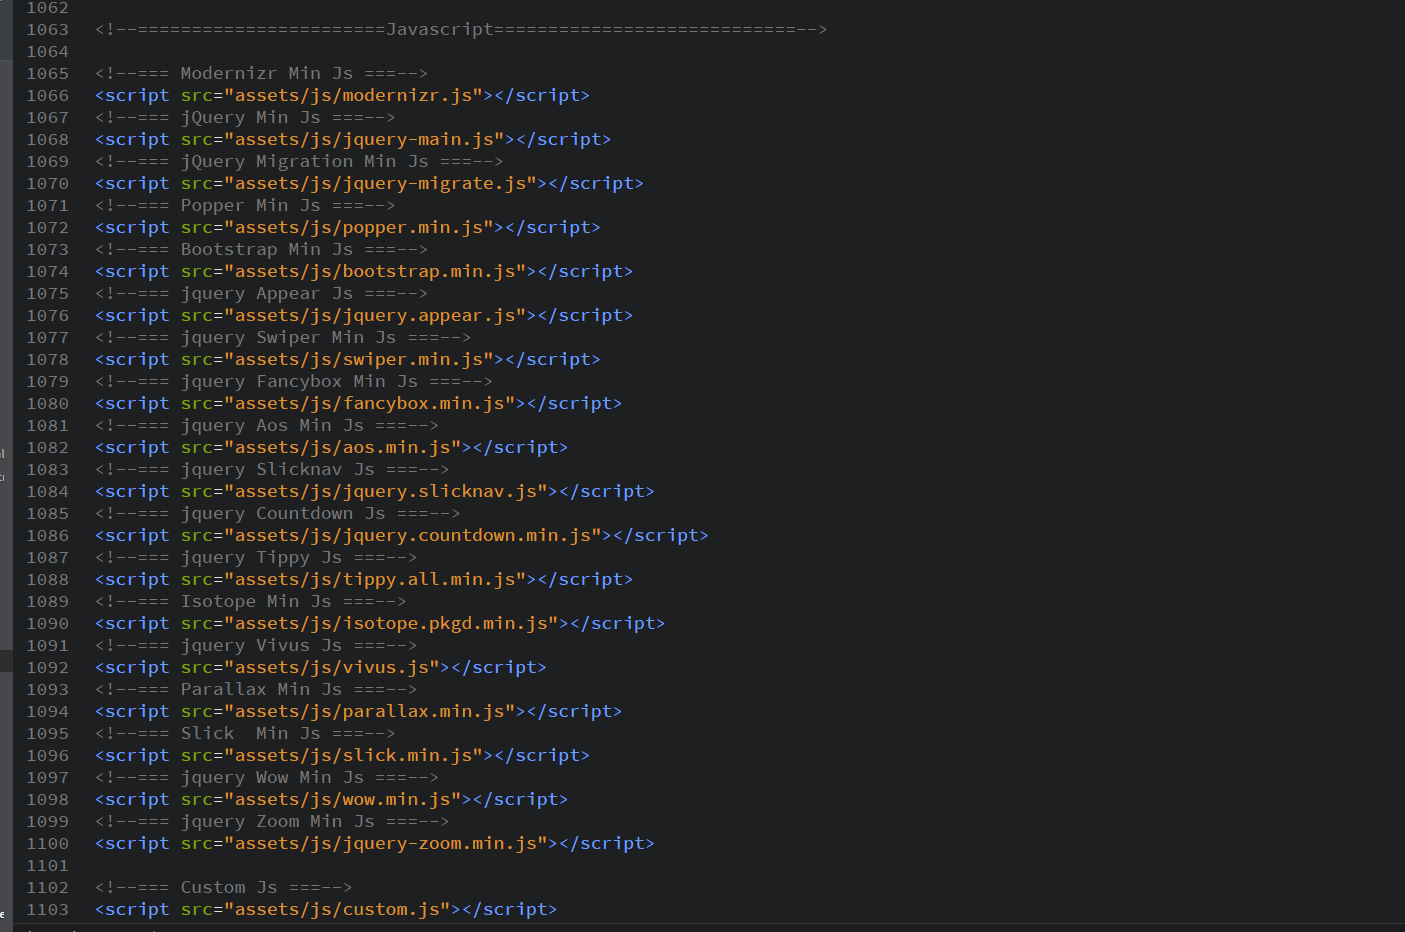 1062
1063 <!--=======================Javascript============================-->
1064
1065 <!--=== Modernizr Min Js ===-->
1066 <script src="assets/js/modernizr.js"></script>
1067 <!--=== jQuery Min Js ===-->
1068 <script src="assets/js/jquery-main.js"></script>
1069 <!--=== jQuery Migration Min Js ===-->
1070 <script src="assets/js/jquery-migrate.js"></script>
1071 <!--=== Popper Min Js ===-->
1072 <script src="assets/js/popper.min.js"></script>
1073 <!--=== Bootstrap Min Js ===-->
1074 <script src="assets/js/bootstrap.min.js"></script>
1075 <!--=== jquery Appear Js ===-->
1076 <script src="assets/js/jquery.appear.js"></script>
1077 <!--=== jquery Swiper Min Js ===-->
1078 <script src="assets/js/swiper.min.js"></script>
1079 <!--=== jquery Fancybox Min Js ===-->
1080 <script src="assets/js/fancybox.min.js"></script>
1081 <!--=== jquery Aos Min Js ===-->
1082 <script src="assets/js/aos.min.js"></script>
1083 <!--=== jquery Slicknav Js ===-->
1084 <script src="assets/js/jquery.slicknav.js"></script>
1085 <!--=== jquery Countdown Js ===-->
1086 <script src="assets/js/jquery.countdown.min.js"></script>
1087 <!--=== jquery Tippy Js ===-->
1088 <script src="assets/js/tippy.all.min.js"></script>
1089 <!--=== Isotope Min Js ===-->
1090 <script src="assets/js/isotope.pkgd.min.js"></script>
1091 <!--=== jquery Vivus Js ===-->
1092 <script src="assets/js/vivus.js"></script>
1093 <!--=== Parallax Min Js ===-->
1094 <script src="assets/js/parallax.min.js"></script>
1095 <!--=== Slick  Min Js ===-->
1096 <script src="assets/js/slick.min.js"></script>
1097 <!--=== jquery Wow Min Js ===-->
1098 <script src="assets/js/wow.min.js"></script>
1099 <!--=== jquery Zoom Min Js ===-->
1100 <script src="assets/js/jquery-zoom.min.js"></script>
1101
1102 <!--=== Custom Js ===-->
1103 <script src="assets/js/custom.js"></script>